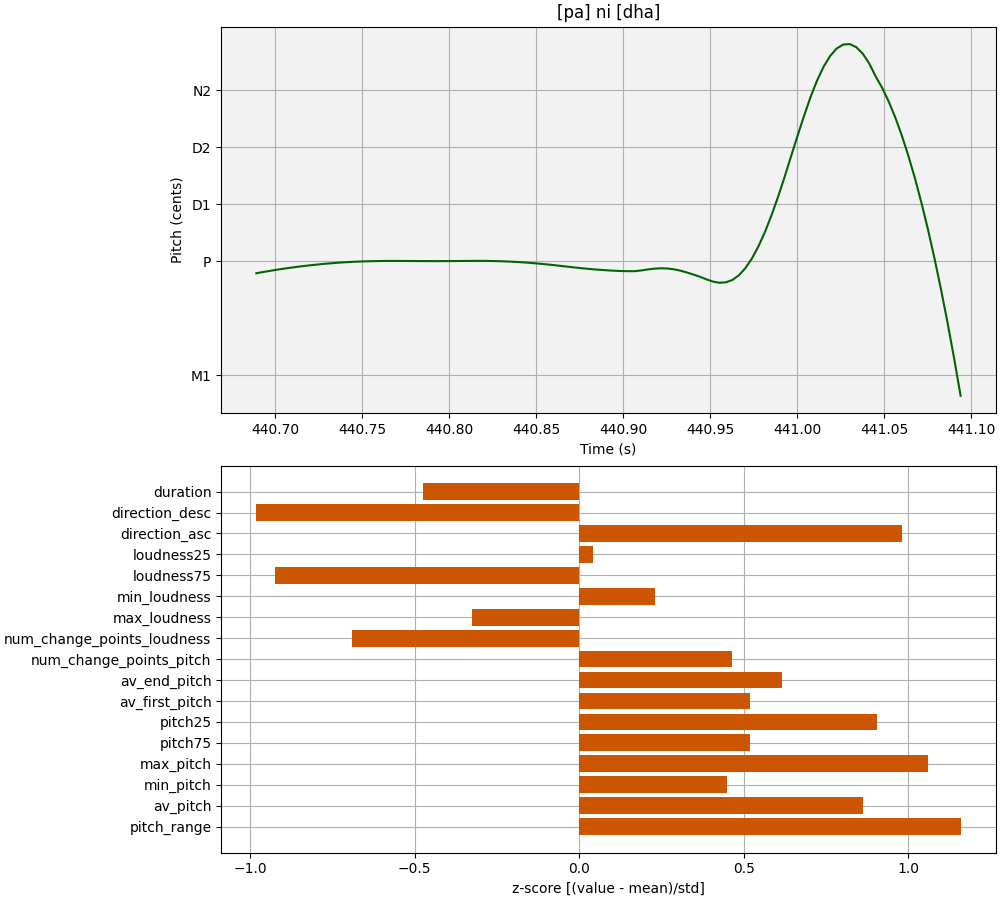 [pa] ni [dha]
N2
D2
D1
P
M1
Pitch (cents)
440.70 440.75 440.80 440.85 440.90 440.95 441.00 441.05 441.10
Time (s)
duration
direction_desc
direction_asc
loudness25
loudness75
min_loudness
max_loudness
num_change_points_loudness
num_change_points_pitch
av_end_pitch
av_first_pitch
pitch25
pitch75
max_pitch
min_pitch
av_pitch
pitch_range
−1.0 −0.5 0.0 0.5 1.0
z-score [(value - mean)/std]